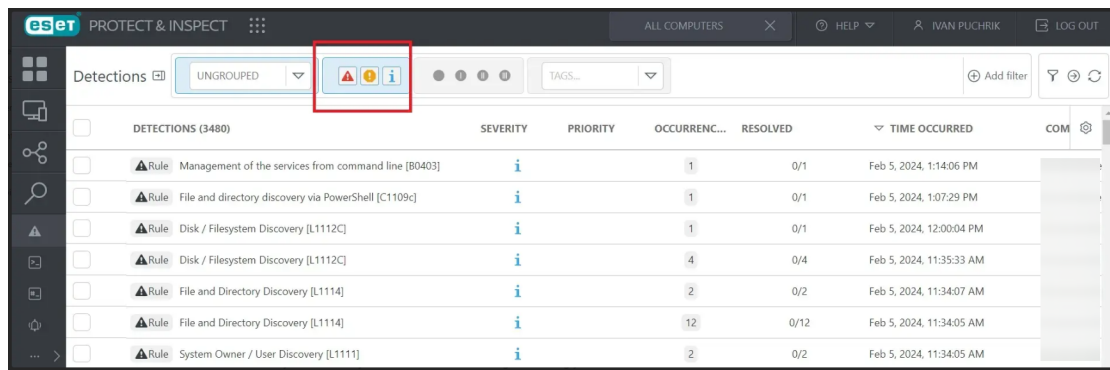 eset PROTECT & INSPECT ALL COMPUTERS HELP IVAN PUCHRIK LOG OUT
Detections UNGROUPED TAGS... Add filter
DETECTIONS (3480) SEVERITY PRIORITY OCCURRENC... RESOLVED TIME OCCURRED COM
Rule Management of the services from command line [B0403] 1 0/1 Feb 5, 2024, 1:14:06 PM
Rule File and directory discovery via PowerShell [C1109c] 1 0/1 Feb 5, 2024, 1:07:29 PM
Rule Disk / Filesystem Discovery [L1112C] 1 0/1 Feb 5, 2024, 12:00:04 PM
Rule Disk / Filesystem Discovery [L1112C] 4 0/4 Feb 5, 2024, 11:35:33 AM
Rule File and Directory Discovery [L1114] 2 0/2 Feb 5, 2024, 11:34:07 AM
Rule File and Directory Discovery [L1114] 12 0/12 Feb 5, 2024, 11:34:05 AM
Rule System Owner / User Discovery [L1111] 2 0/2 Feb 5, 2024, 11:34:05 AM